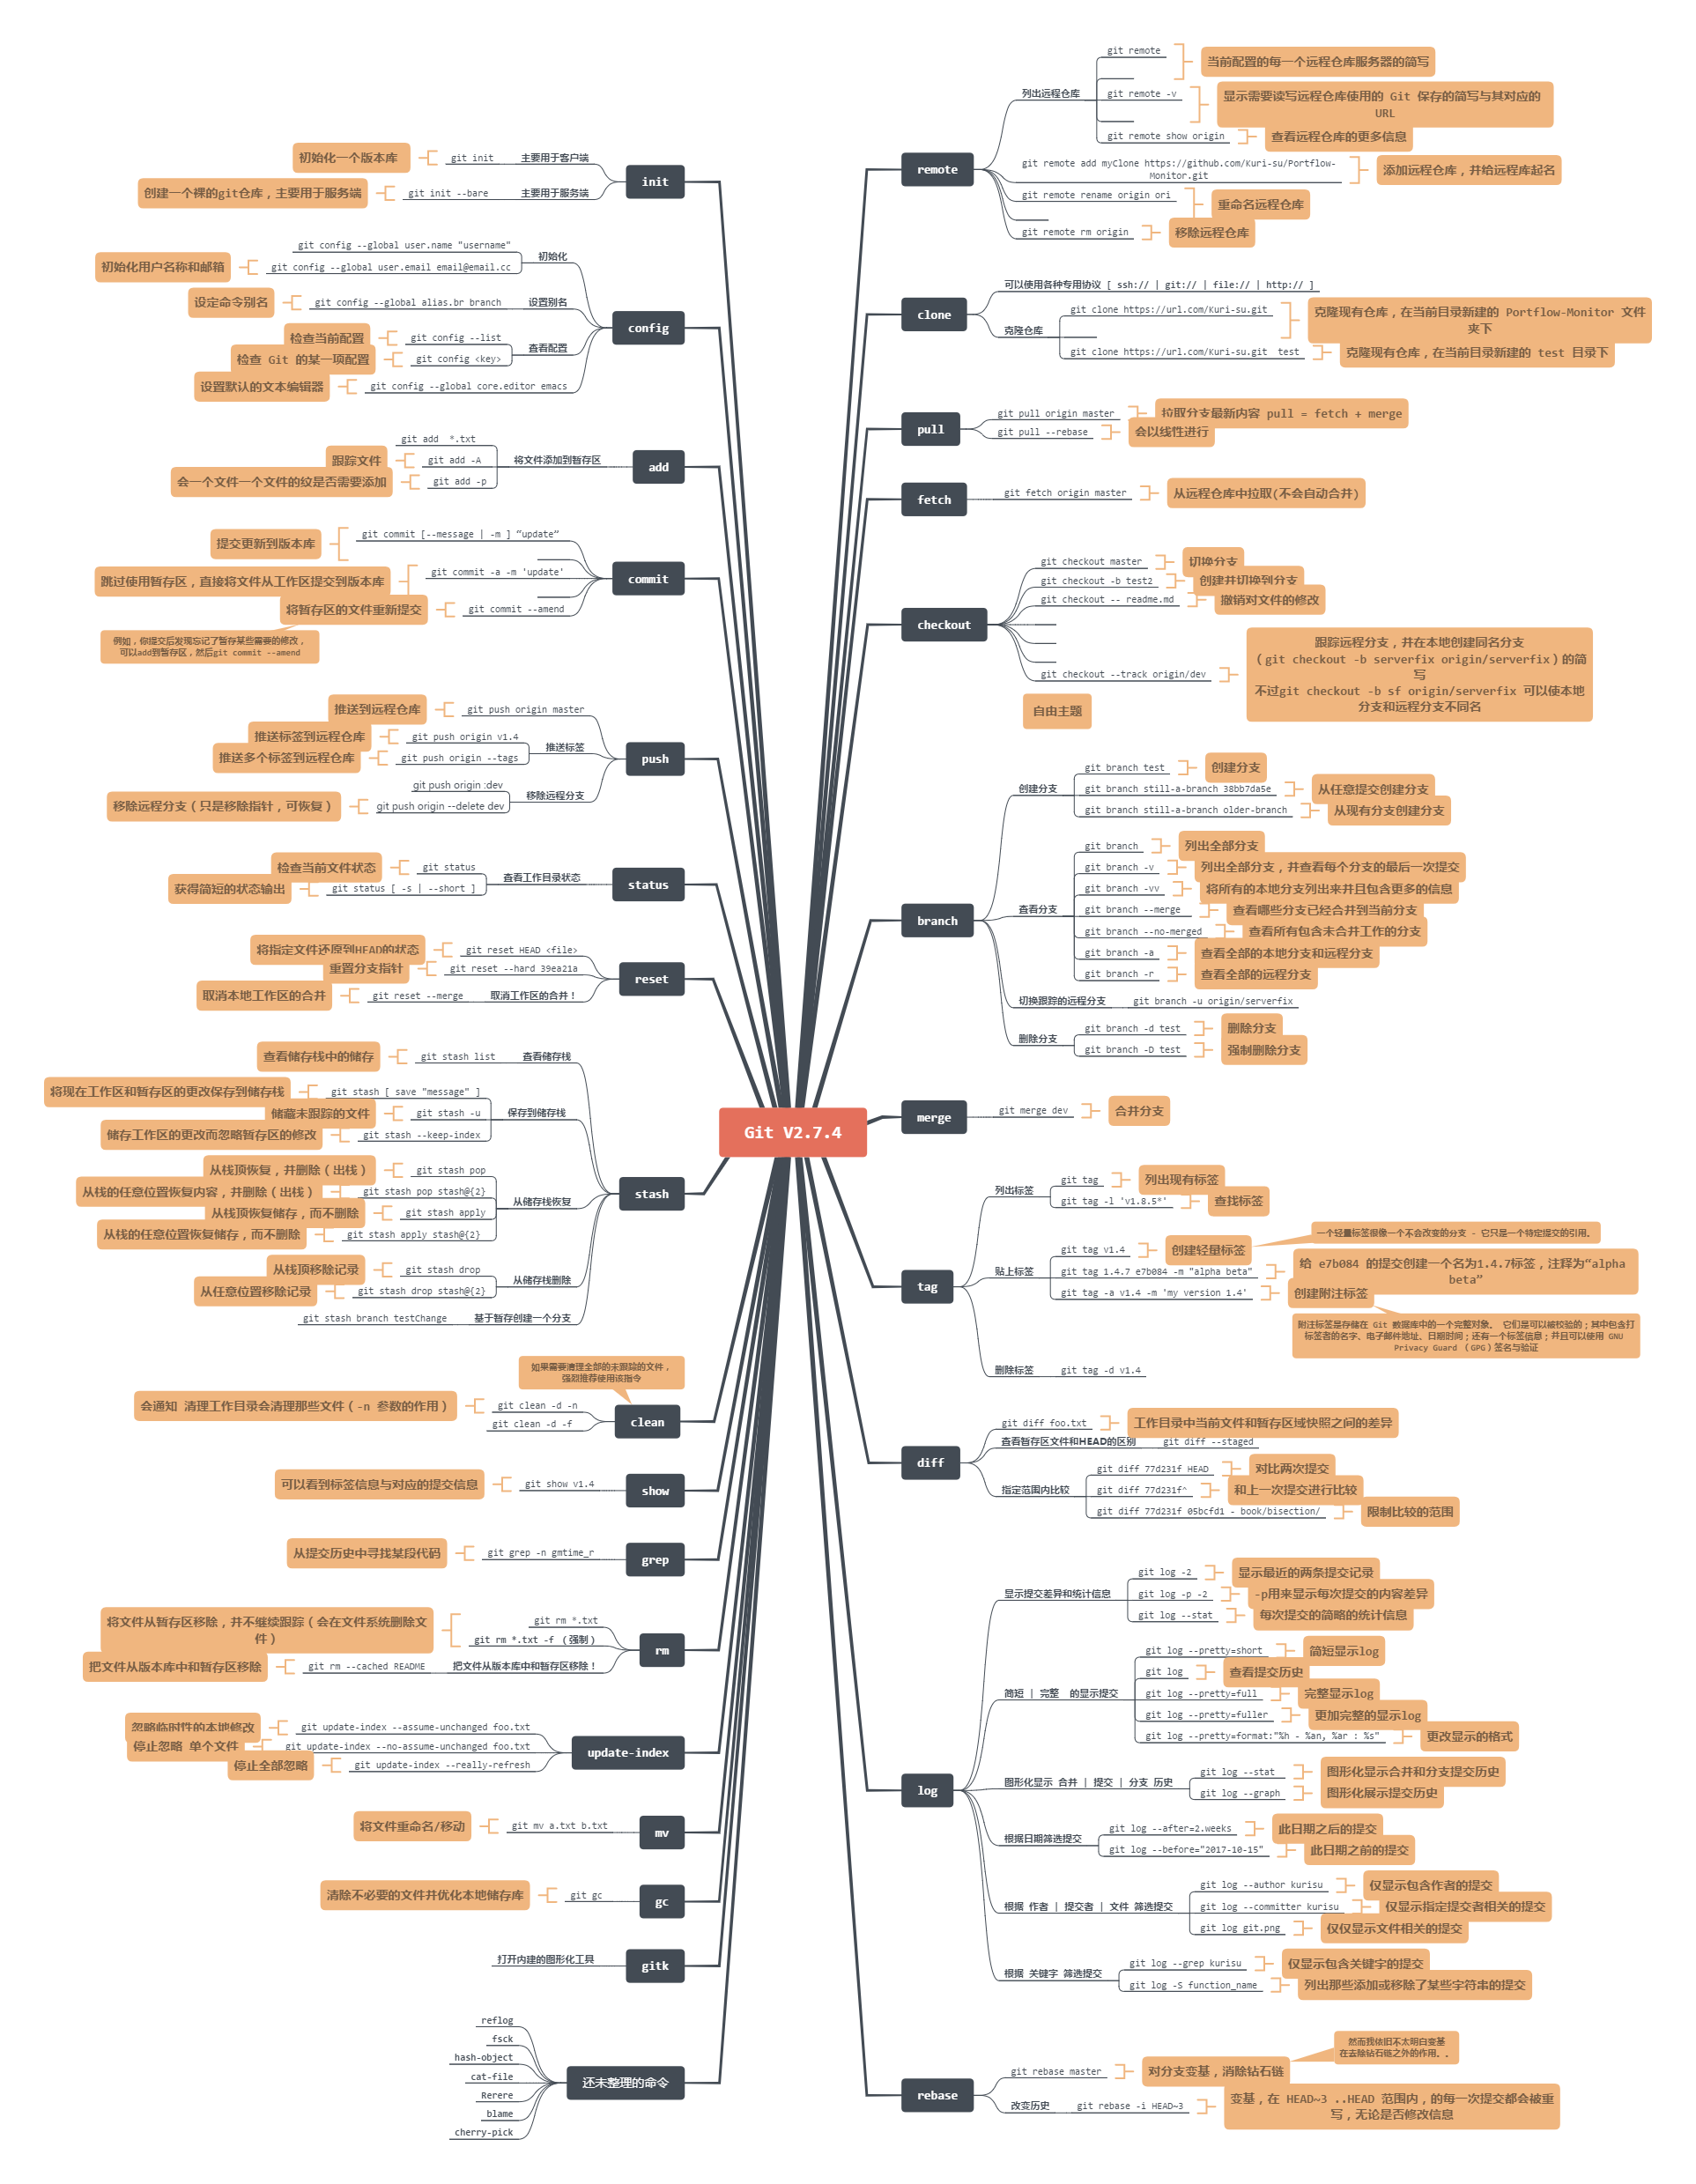 Git V2.7.4
init
主要用于客户端
git init
初始化一个版本库
主要用于服务端
git init --bare
创建一个裸的git仓库，主要用于服务端
config
初始化
git config --global user.name "username"
git config --global user.email email@email.cc
初始化用户名称和邮箱
设置别名
git config --global alias.br branch
设定命令别名
查看配置
git config --list
检查当前配置
git config <key>
检查 Git 的某一项配置
git config --global core.editor emacs
设置默认的文本编辑器
add
将文件添加到暂存区
git add  *.txt
git add -A
跟踪文件
git add -p
会一个文件一个文件的纹是否需要添加
commit
git commit [--message | -m ] “update”
提交更新到版本库
git commit -a -m 'update'
跳过使用暂存区，直接将文件从工作区提交到版本库
git commit --amend
将暂存区的文件重新提交
例如，你提交后发现忘记了暂存某些需要的修改，
可以add到暂存区，然后git commit --amend
push
git push origin master
推送到远程仓库
推送标签
git push origin v1.4
推送标签到远程仓库
git push origin --tags
推送多个标签到远程仓库
移除远程分支
git push origin :dev
git push origin --delete dev
移除远程分支（只是移除指针，可恢复）
status
查看工作目录状态
git status
检查当前文件状态
git status [ -s | --short ]
获得简短的状态输出
reset
git reset HEAD <file>
将指定文件还原到HEAD的状态
git reset --hard 39ea21a
重置分支指针
取消工作区的合并！
git reset --merge
取消本地工作区的合并
stash
查看储存栈
git stash list
查看储存栈中的储存
保存到储存栈
git stash [ save "message" ]
将现在工作区和暂存区的更改保存到储存栈
git stash -u
储藏未跟踪的文件
git stash --keep-index
储存工作区的更改而忽略暂存区的修改
从储存栈恢复
git stash pop
从栈顶恢复，并删除（出栈）
git stash pop stash@{2}
从栈的任意位置恢复内容，并删除（出栈）
git stash apply
从栈顶恢复储存，而不删除
git stash apply stash@{2}
从栈的任意位置恢复储存，而不删除
从储存栈删除
git stash drop
从栈顶移除记录
git stash drop stash@{2}
从任意位置移除记录
基于暂存创建一个分支
git stash branch testChange
clean
如果需要清理全部的未跟踪的文件，
强烈推荐使用该指令
git clean -d -n
会通知 清理工作目录会清理那些文件（-n 参数的作用）
git clean -d -f
show
git show v1.4
可以看到标签信息与对应的提交信息
grep
git grep -n gmtime_r
从提交历史中寻找某段代码
rm
git rm *.txt
git rm *.txt -f （强制）
将文件从暂存区移除，并不继续跟踪（会在文件系统删除文
件）
把文件从版本库中和暂存区移除！
git rm --cached README
把文件从版本库中和暂存区移除
update-index
git update-index --assume-unchanged foo.txt
忽略临时性的本地修改
git update-index --no-assume-unchanged foo.txt
停止忽略 单个文件
git update-index --really-refresh
停止全部忽略
mv
git mv a.txt b.txt
将文件重命名/移动
gc
git gc
清除不必要的文件并优化本地储存库
gitk
打开内建的图形化工具
还未整理的命令
reflog
fsck
hash-object
cat-file
Rerere
blame
cherry-pick
remote
列出远程仓库
git remote
当前配置的每一个远程仓库服务器的简写
git remote -v
显示需要读写远程仓库使用的 Git 保存的简写与其对应的
URL
git remote show origin
查看远程仓库的更多信息
git remote add myClone https://github.com/Kuri-su/Portflow-
Monitor.git
添加远程仓库，并给远程库起名
git remote rename origin ori
重命名远程仓库
git remote rm origin
移除远程仓库
clone
可以使用各种专用协议 [ ssh:// | git:// | file:// | http:// ]
克隆仓库
git clone https://url.com/Kuri-su.git
克隆现有仓库，在当前目录新建的 Portflow-Monitor 文件
夹下
git clone https://url.com/Kuri-su.git  test
克隆现有仓库，在当前目录新建的 test 目录下
pull
git pull origin master
拉取分支最新内容 pull = fetch + merge
git pull --rebase
会以线性进行
fetch
git fetch origin master
从远程仓库中拉取(不会自动合并)
checkout
git checkout master
切换分支
git checkout -b test2
创建并切换到分支
git checkout -- readme.md
撤销对文件的修改
git checkout --track origin/dev
跟踪远程分支，并在本地创建同名分支
（git checkout -b serverfix origin/serverfix）的简
写
不过git checkout -b sf origin/serverfix 可以使本地
分支和远程分支不同名
自由主题
branch
创建分支
git branch test
创建分支
git branch still-a-branch 38bb7da5e
从任意提交创建分支
git branch still-a-branch older-branch
从现有分支创建分支
查看分支
git branch
列出全部分支
git branch -v
列出全部分支，并查看每个分支的最后一次提交
git branch -vv
将所有的本地分支列出来并且包含更多的信息
git branch --merge
查看哪些分支已经合并到当前分支
git branch --no-merged
查看所有包含未合并工作的分支
git branch -a
查看全部的本地分支和远程分支
git branch -r
查看全部的远程分支
切换跟踪的远程分支
git branch -u origin/serverfix
删除分支
git branch -d test
删除分支
git branch -D test
强制删除分支
merge
git merge dev
合并分支
tag
列出标签
git tag
列出现有标签
git tag -l 'v1.8.5*'
查找标签
贴上标签
git tag v1.4
创建轻量标签
一个轻量标签很像一个不会改变的分支 - 它只是一个特定提交的引用。
git tag 1.4.7 e7b084 -m "alpha beta”
给 e7b084 的提交创建一个名为1.4.7标签，注释为“alpha
beta”
git tag -a v1.4 -m 'my version 1.4'
创建附注标签
附注标签是存储在 Git 数据库中的一个完整对象。 它们是可以被校验的；其中包含打
标签者的名字、电子邮件地址、日期时间；还有一个标签信息；并且可以使用 GNU
Privacy Guard （GPG）签名与验证
删除标签
git tag -d v1.4
diff
git diff foo.txt
工作目录中当前文件和暂存区域快照之间的差异
查看暂存区文件和HEAD的区别
git diff --staged
指定范围内比较
git diff 77d231f HEAD
对比两次提交
git diff 77d231f^
和上一次提交进行比较
git diff 77d231f 05bcfd1 - book/bisection/
限制比较的范围
log
显示提交差异和统计信息
git log -2
显示最近的两条提交记录
git log -p -2
-p用来显示每次提交的内容差异
git log --stat
每次提交的简略的统计信息
简短 | 完整  的显示提交
git log --pretty=short
简短显示log
git log
查看提交历史
git log --pretty=full
完整显示log
git log --pretty=fuller
更加完整的显示log
git log --pretty=format:"%h - %an, %ar : %s"
更改显示的格式
图形化显示 合并 | 提交 | 分支 历史
git log --stat
图形化显示合并和分支提交历史
git log --graph
图形化展示提交历史
根据日期筛选提交
git log --after=2.weeks
此日期之后的提交
git log --before="2017-10-15"
此日期之前的提交
根据 作者 | 提交者 | 文件 筛选提交
git log --author kurisu
仅显示包含作者的提交
git log --committer kurisu
仅显示指定提交者相关的提交
git log git.png
仅仅显示文件相关的提交
根据 关键字 筛选提交
git log --grep kurisu
仅显示包含关键字的提交
git log -S function_name
列出那些添加或移除了某些字符串的提交
rebase
git rebase master
对分支变基，消除钻石链
然而我依旧不太明白变基
在去除钻石链之外的作用。。
改变历史
git rebase -i HEAD~3
变基，在 HEAD~3 ..HEAD 范围内，的每一次提交都会被重
写，无论是否修改信息